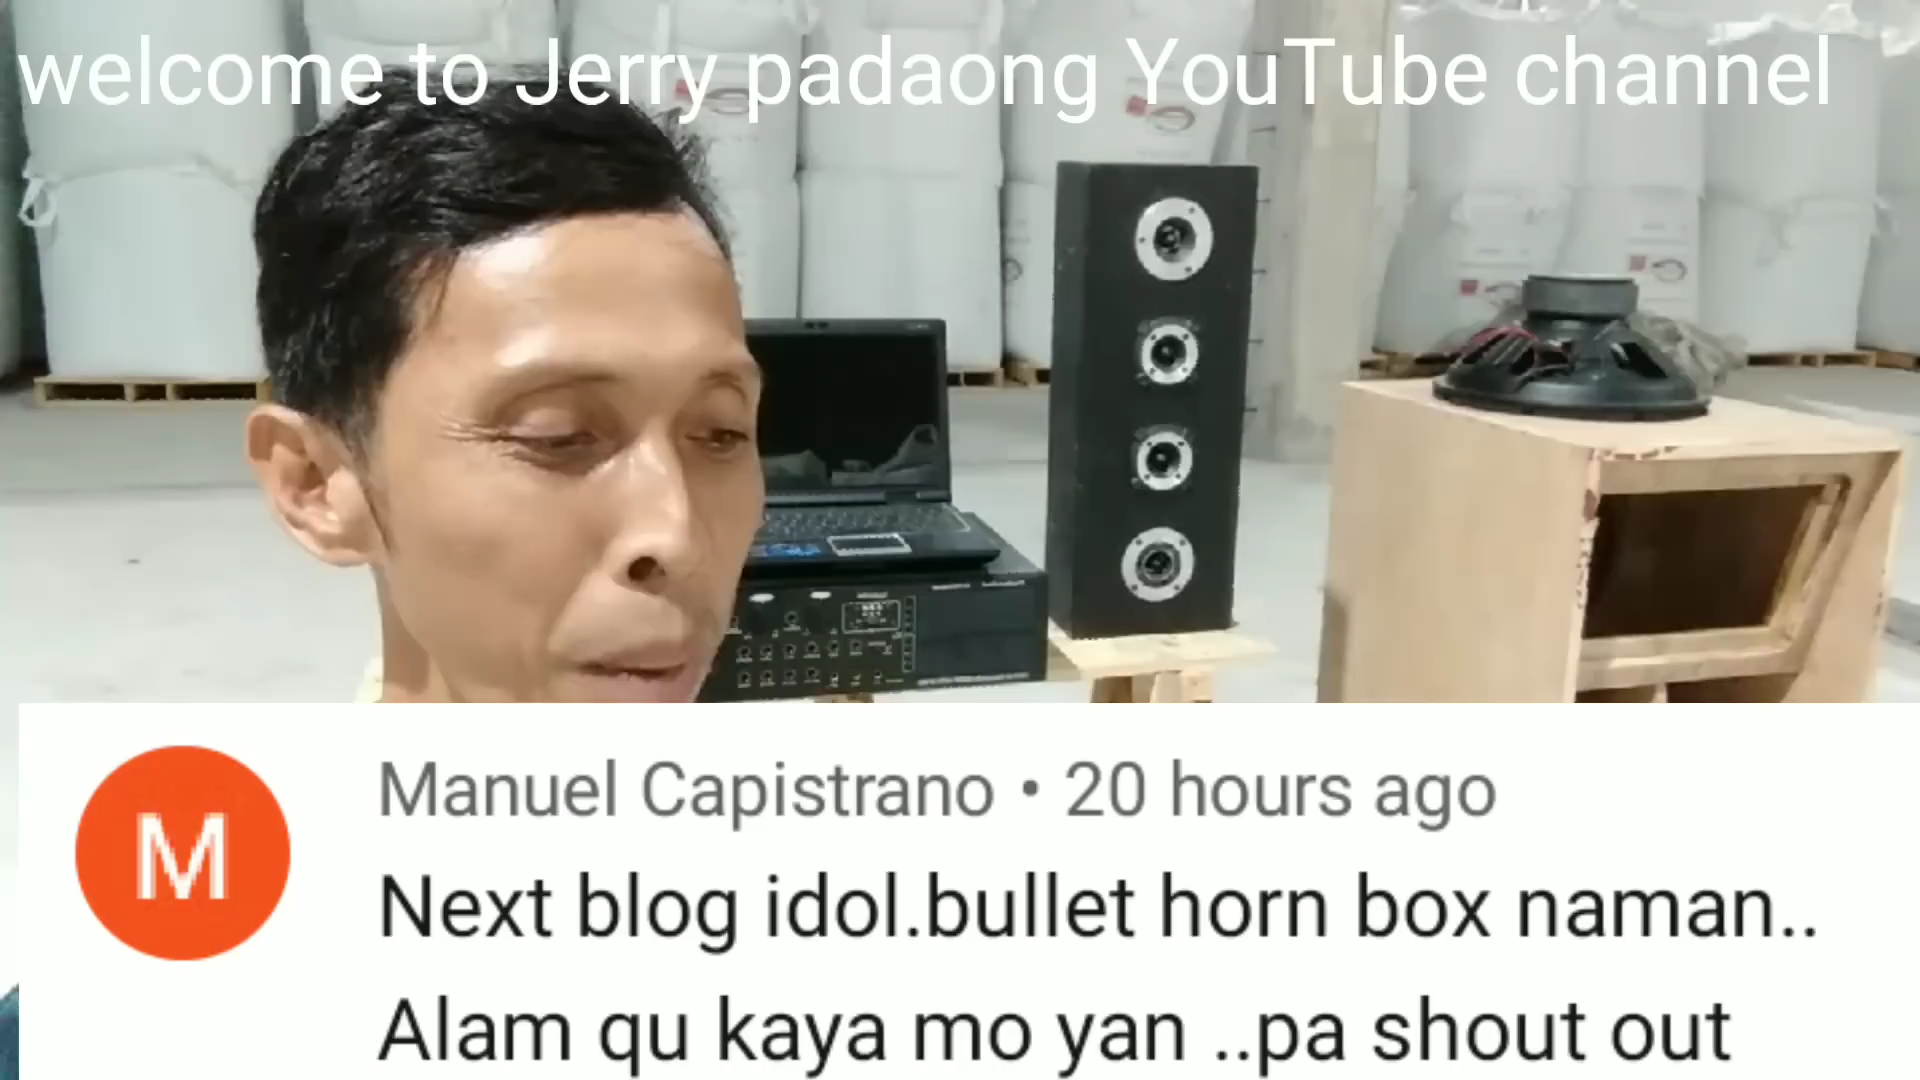 welcome to Jerry padaong YouTube channel
M
Manuel Capistrano • 20 hours ago
Next blog idol.bullet horn box naman..
Alam qu kaya mo yan ..pa shout out